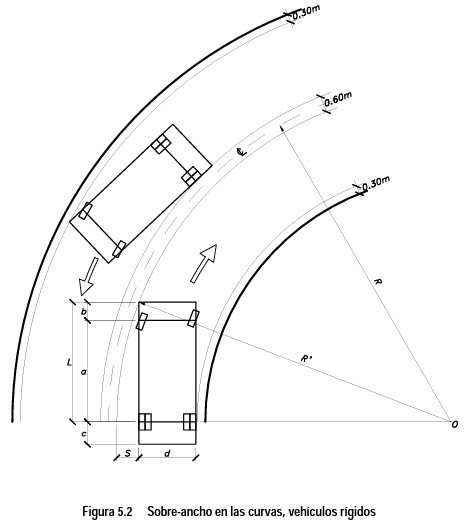 0.30m
0.60m
℄
0.30m
R
R'
b
L
a
c
S
d
O
Figura 5.2 Sobre-ancho en las curvas, vehículos rígidos